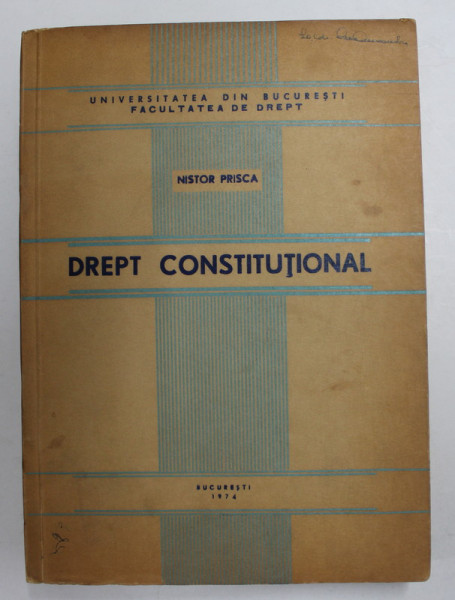 UNIVERSITATEA DIN BUCUREŞTI
FACULTATEA DE DREPT
NISTOR PRISCA
DREPT CONSTITUŢIONAL
BUCUREŞTI
1974